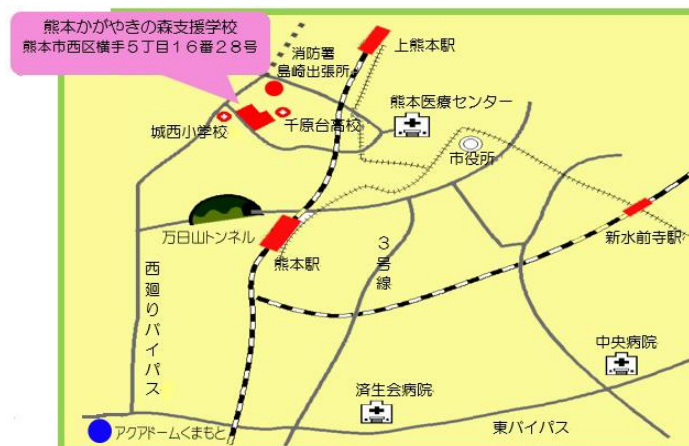 熊本かがやきの森支援学校
熊本市西区横手５丁目１６番２８号
消防署
島崎出張所
上熊本駅
熊本医療センター
城西小学校
千原台高校
市役所
万日山トンネル
熊本駅
３号線
新水前寺駅
西廻りバイパス
中央病院
済生会病院
東バイパス
アクアドームくまもと